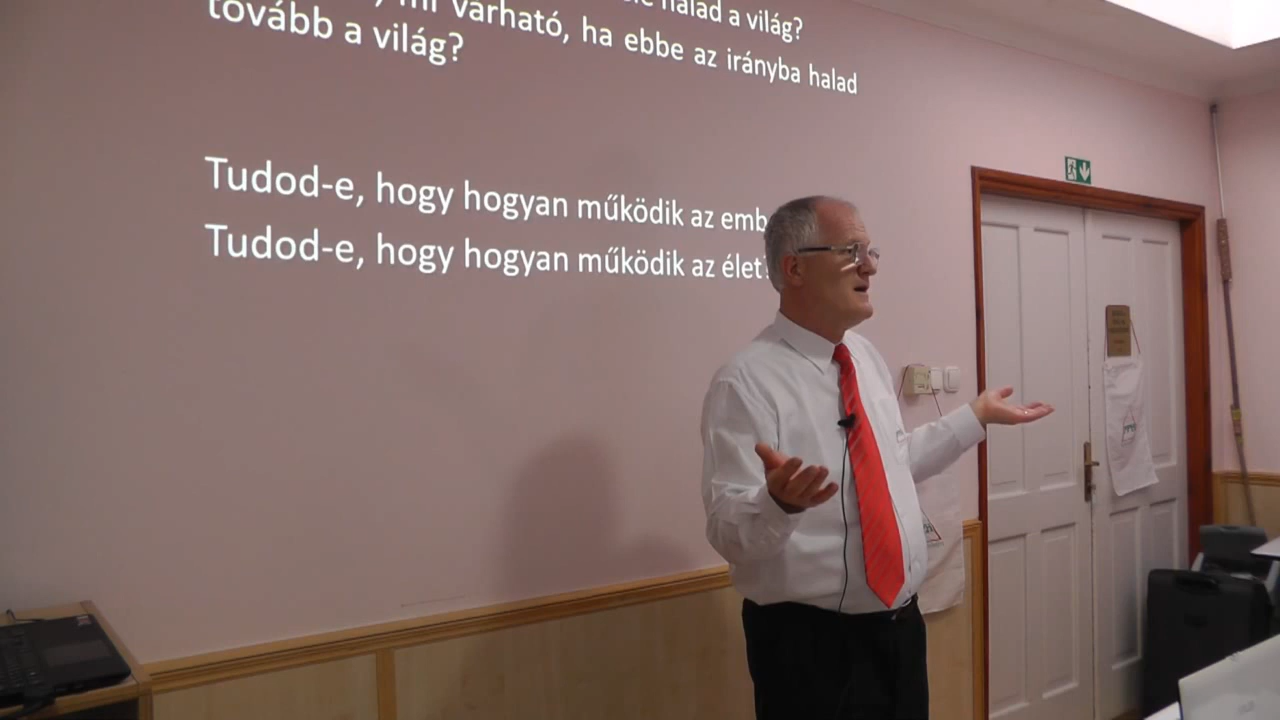 halad a világ?
mi várható, ha ebbe az irányba halad
tovább a világ?
Tudod-e, hogy hogyan működik az emb
Tudod-e, hogy hogyan működik az élet?